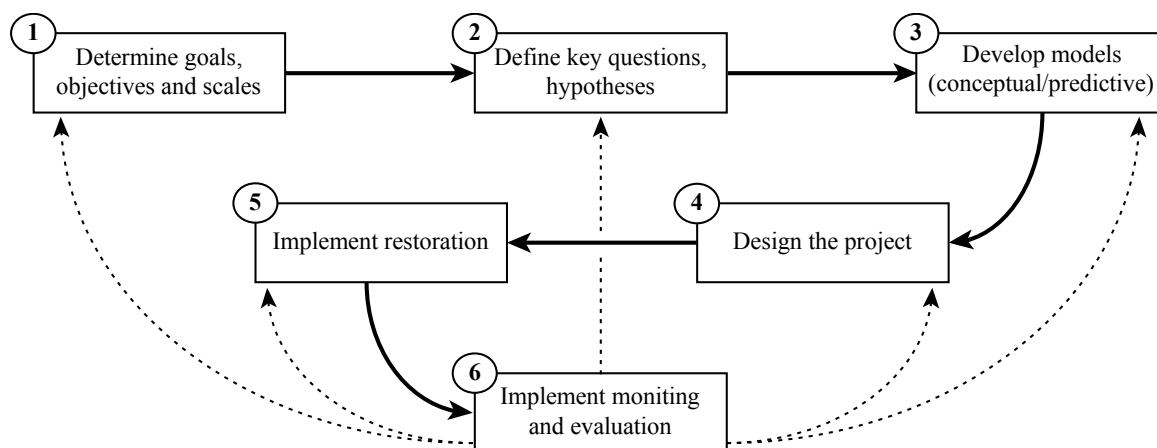 1
Determine goals,
objectives and scales
2
Define key questions,
hypotheses
3
Develop models
(conceptual/predictive)
4
Design the project
5
Implement restoration
6
Implement moniting
and evaluation